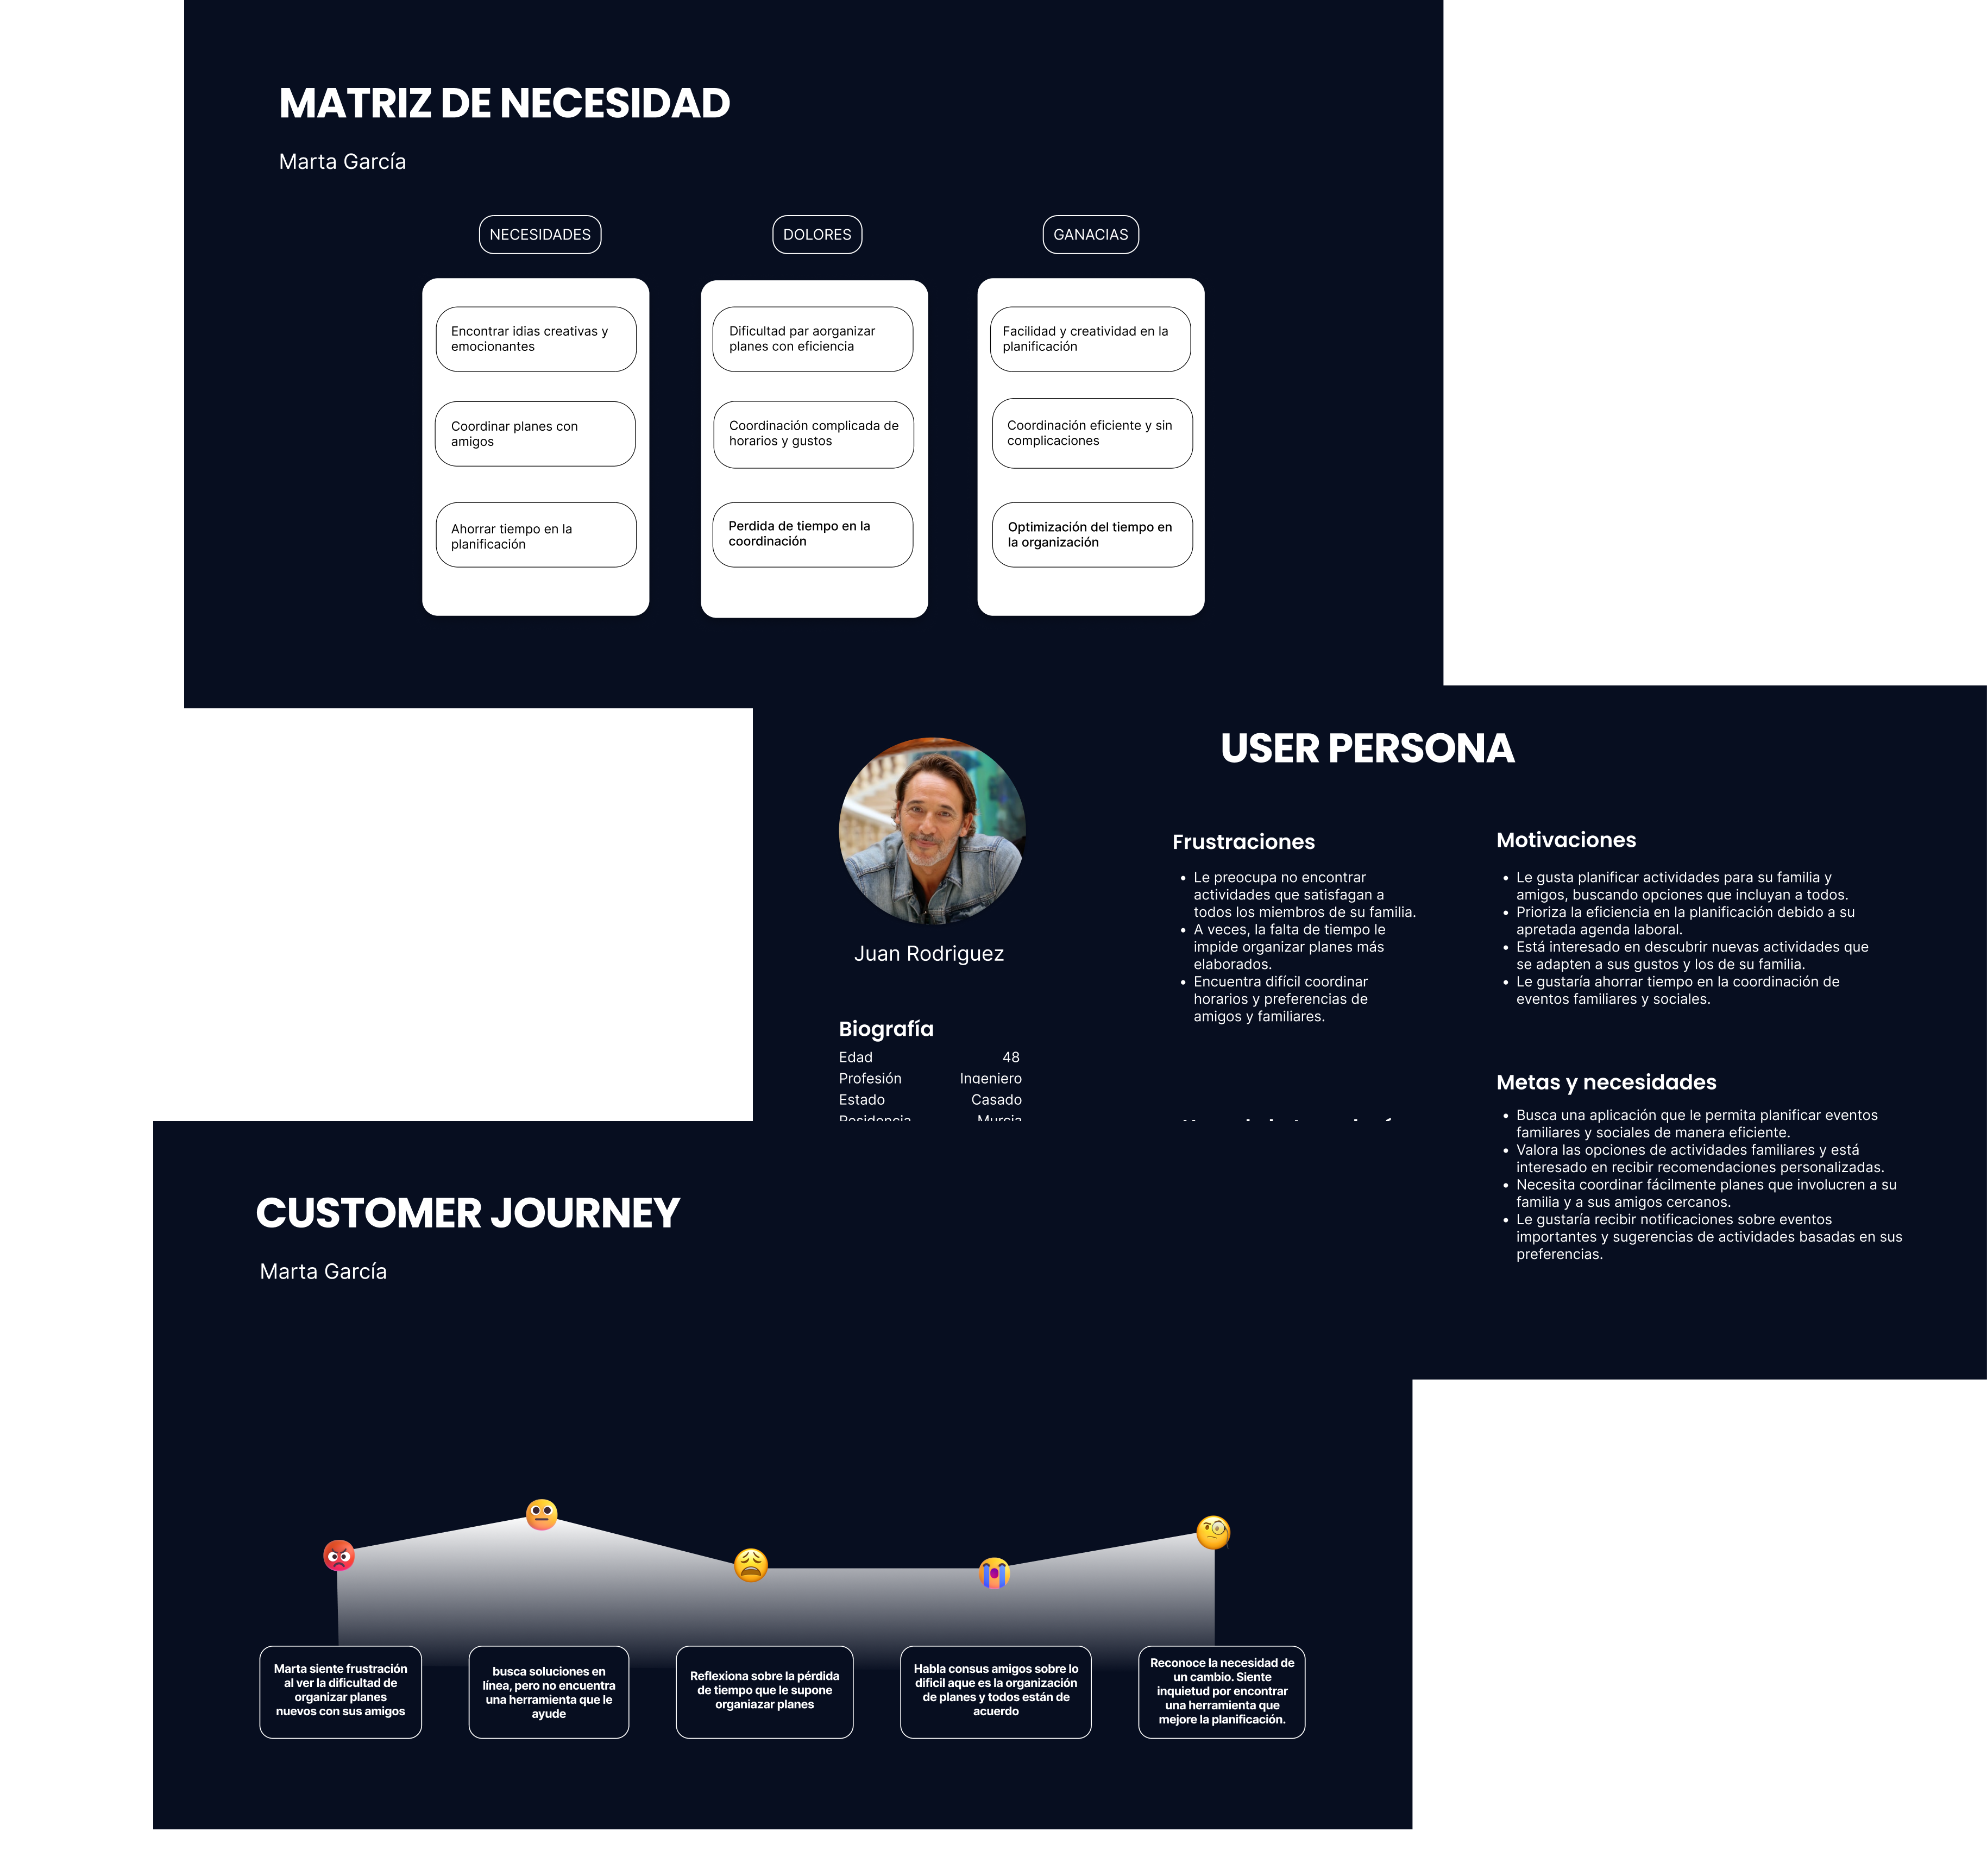 MATRIZ DE NECESIDAD
Marta García
NECESIDADES
Encontrar idias creativas y
emocionantes
Coordinar planes con
amigos
Ahorrar tiempo en la
planificación
DOLORES
Dificultad par aorganizar
planes con eficiencia
Coordinación complicada de
horarios y gustos
Perdida de tiempo en la
coordinación
GANACIAS
Facilidad y creatividad en la
planificación
Coordinación eficiente y sin
complicaciones
Optimización del tiempo en
la organización
USER PERSONA
Juan Rodriguez
Biografía
Edad 48
Profesión Ingeniero
Estado Casado
Residencia Murcia
Frustraciones
• Le preocupa no encontrar
actividades que satisfagan a
todos los miembros de su familia.
• A veces, la falta de tiempo le
impide organizar planes más
elaborados.
• Encuentra difícil coordinar
horarios y preferencias de
amigos y familiares.
Motivaciones
• Le gusta planificar actividades para su familia y
amigos, buscando opciones que incluyan a todos.
• Prioriza la eficiencia en la planificación debido a su
apretada agenda laboral.
• Está interesado en descubrir nuevas actividades que
se adapten a sus gustos y los de su familia.
• Le gustaría ahorrar tiempo en la coordinación de
eventos familiares y sociales.
Metas y necesidades
• Busca una aplicación que le permita planificar eventos
familiares y sociales de manera eficiente.
• Valora las opciones de actividades familiares y está
interesado en recibir recomendaciones personalizadas.
• Necesita coordinar fácilmente planes que involucren a su
familia y a sus amigos cercanos.
• Le gustaría recibir notificaciones sobre eventos
importantes y sugerencias de actividades basadas en sus
preferencias.
CUSTOMER JOURNEY
Marta García
Marta siente frustración
al ver la dificultad de
organizar planes
nuevos con sus amigos
busca soluciones en
línea, pero no encuentra
una herramienta que le
ayude
Reflexiona sobre la pérdida
de tiempo que le supone
organiazar planes
Habla consus amigos sobre lo
dificil aque es la organización
de planes y todos están de
acuerdo
Reconoce la necesidad de
un cambio. Siente
inquietud por encontrar
una herramienta que
mejore la planificación.